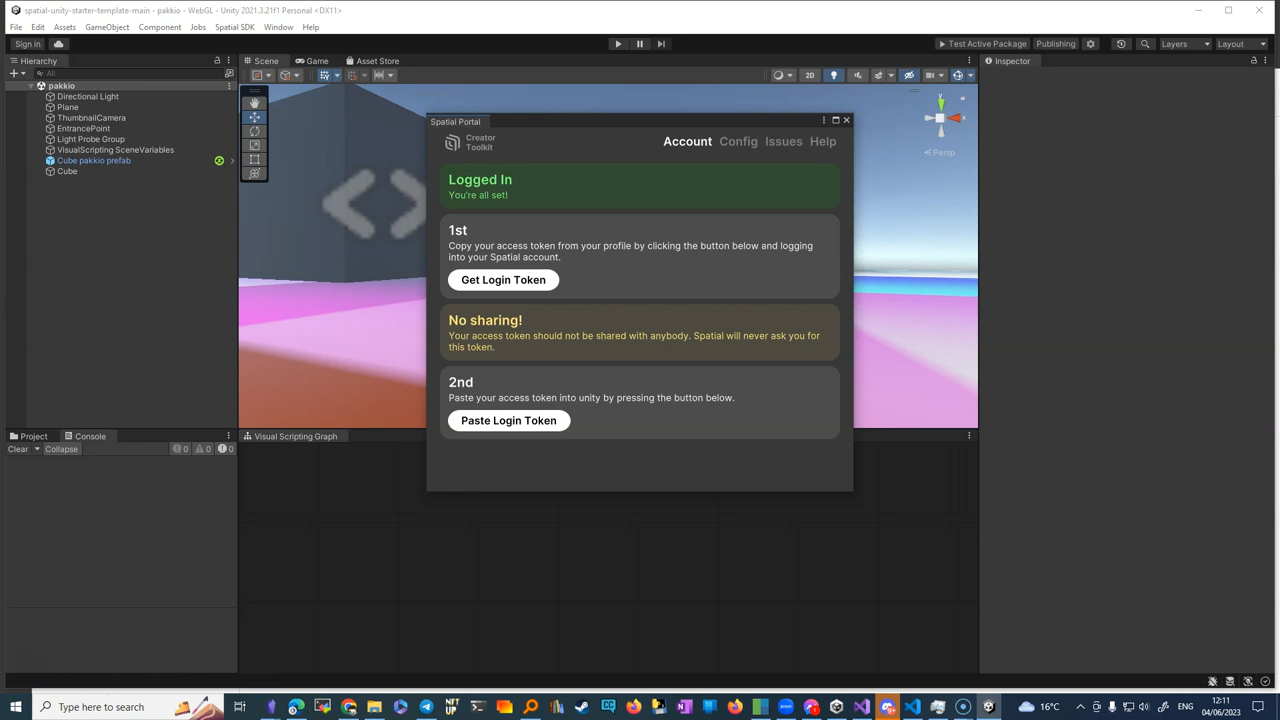 spatial-unity-starter-template-main - pakkio - WebGL - Unity 2021.3.21f1 Personal <DX11>
File Edit Assets GameObject Component Jobs Spatial SDK Window Help
Sign in Test Active Package Publishing Layers Layout
Hierarchy Scene Game Asset Store Inspector
All 2D
pakkio
Directional Light
Plane
ThumbnailCamera
EntrancePoint
Light Probe Group
VisualScripting SceneVariables
Cube pakkio prefab
Cube
y
x
Persp
Spatial Portal
Creator
Toolkit
Account Config Issues Help
Logged In
You're all set!
1st
Copy your access token from your profile by clicking the button below and logging
into your Spatial account.
Get Login Token
No sharing!
Your access token should not be shared with anybody. Spatial will never ask you for
this token.
2nd
Paste your access token into unity by pressing the button below.
Paste Login Token
Project Console Visual Scripting Graph
Clear Collapse 0 0 0
Type here to search
NFT
UP
CC
zoom
16°C
12:11
04/06/2023